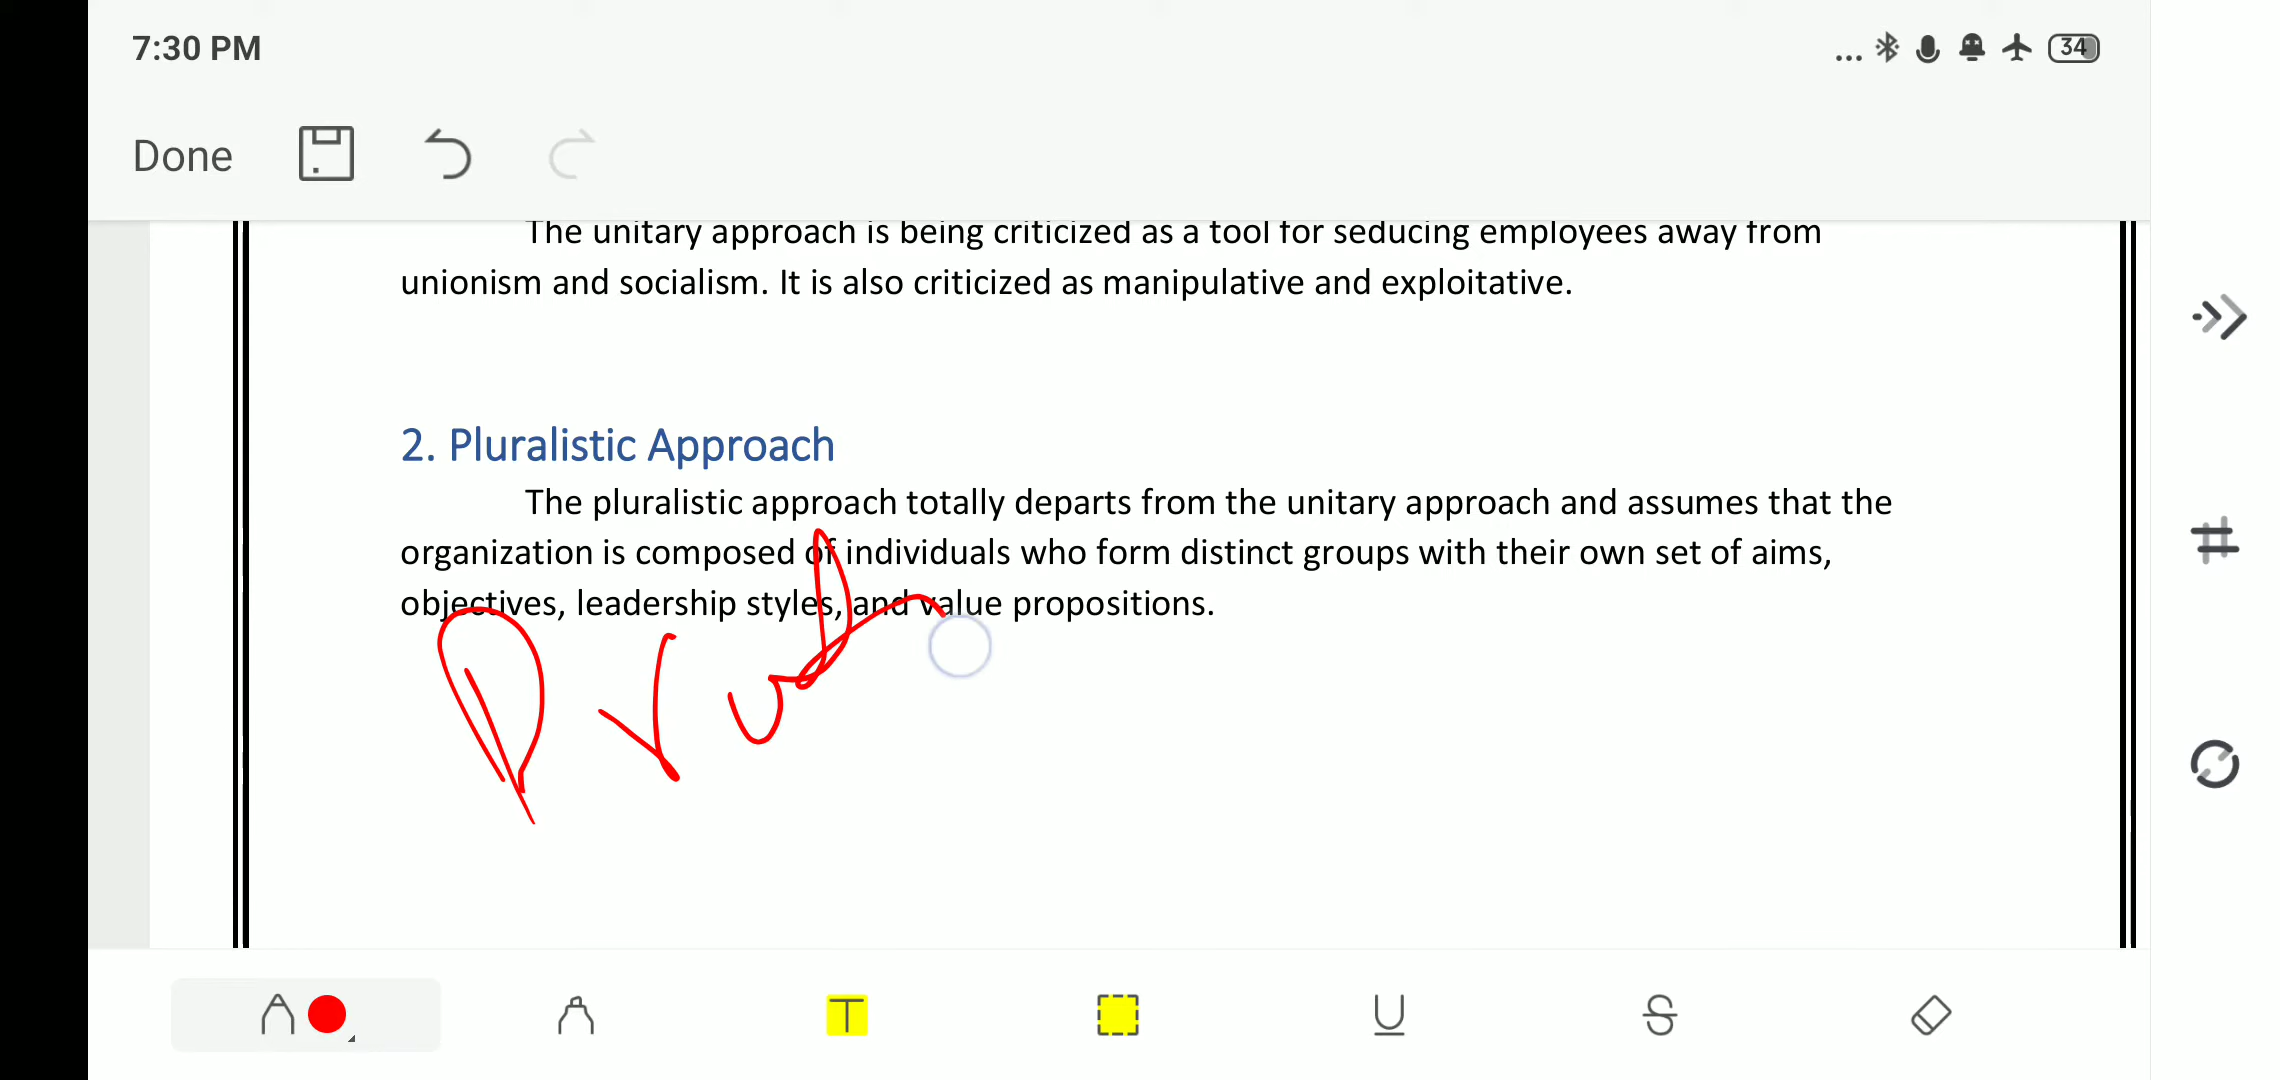 7:30 PM
... 34
Done
The unitary approach is being criticized as a tool for seducing employees away from
unionism and socialism. It is also criticized as manipulative and exploitative.
2. Pluralistic Approach
The pluralistic approach totally departs from the unitary approach and assumes that the
organization is composed of individuals who form distinct groups with their own set of aims,
objectives, leadership styles, and value propositions.
T U S